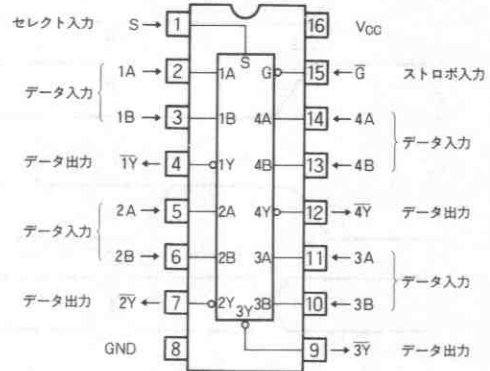 セレクト入力 S→ 1 16 VCC
S
1A→ 2 1A G 15 ←G̅ ストロボ入力
データ入力
1B→ 3 1B 4A 14 ←4A
データ入力
データ出力 1Y̅← 4 1Y 4B 13 ←4B
2A→ 5 2A 4Y 12 →4Y̅ データ出力
データ入力
2B→ 6 2B 3A 11 ←3A
データ入力
データ出力 2Y̅← 7 2Y 3B 10 ←3B
3Y
GND 8 9 →3Y̅ データ出力